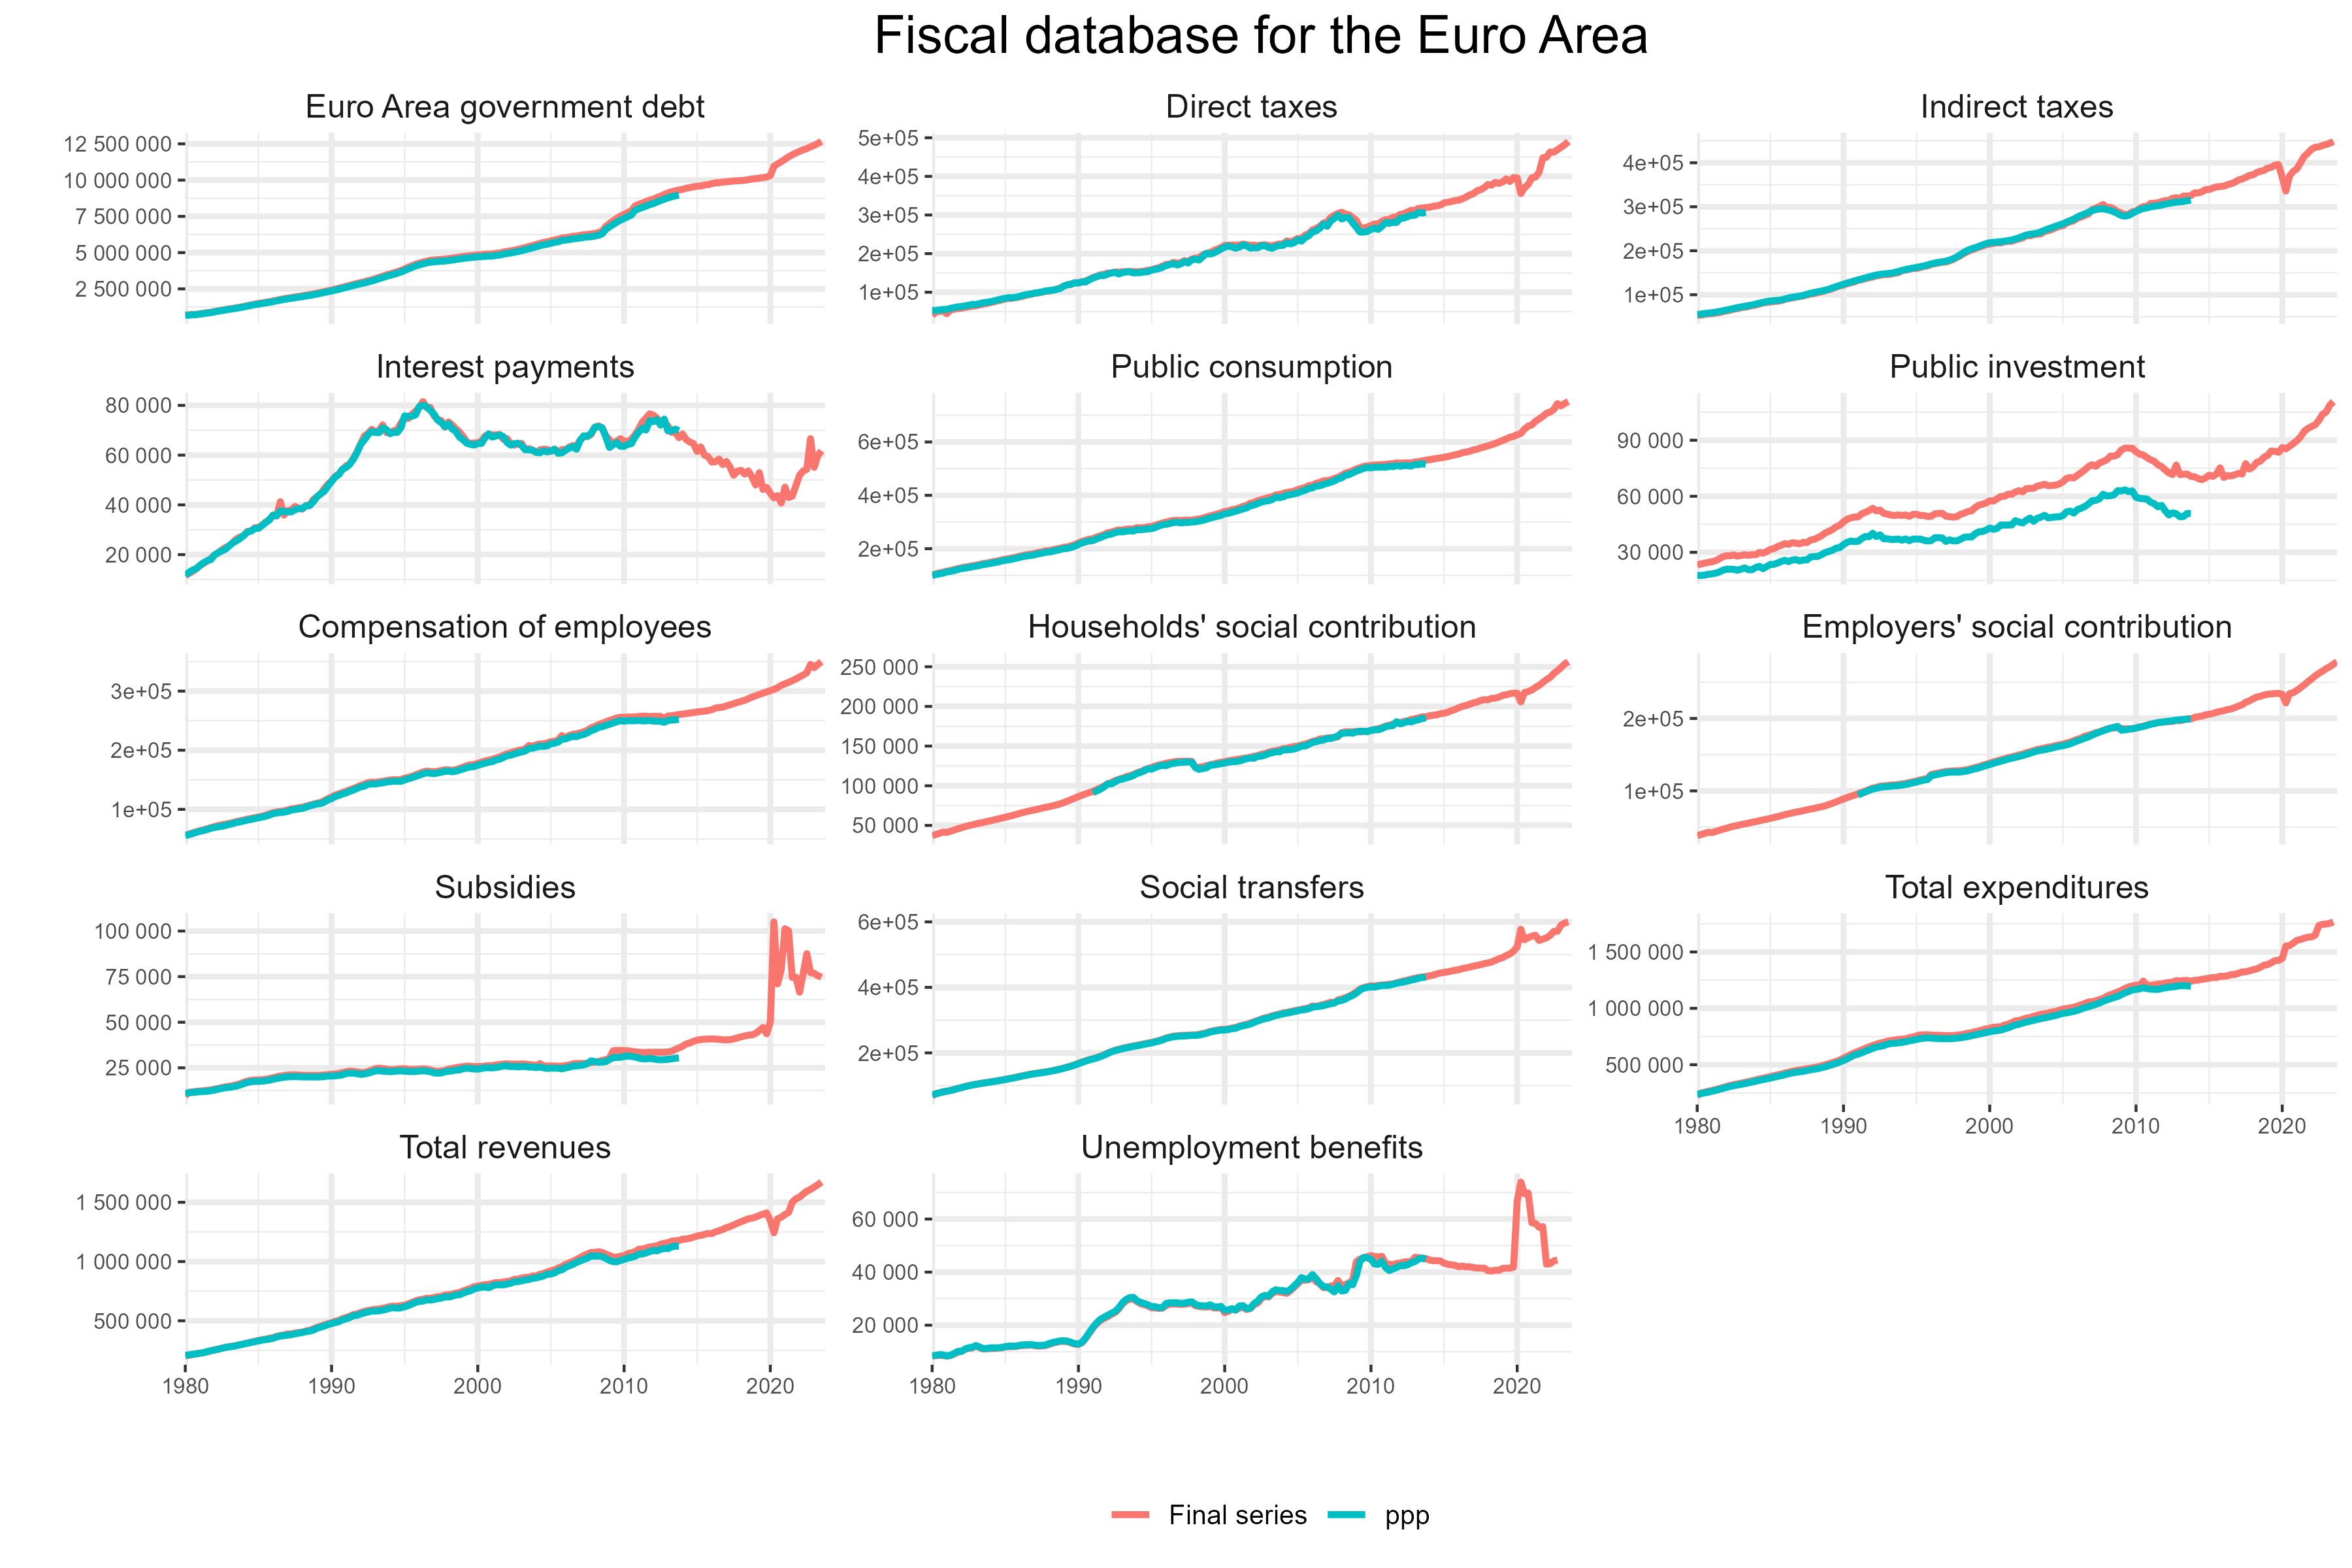 Fiscal database for the Euro Area
Euro Area government debt
12 500 000
10 000 000
7 500 000
5 000 000
2 500 000
Direct taxes
5e+05
4e+05
3e+05
2e+05
1e+05
Indirect taxes
4e+05
3e+05
2e+05
1e+05
Interest payments
80 000
60 000
40 000
20 000
Public consumption
6e+05
4e+05
2e+05
Public investment
90 000
60 000
30 000
Compensation of employees
3e+05
2e+05
1e+05
Households' social contribution
250 000
200 000
150 000
100 000
50 000
Employers' social contribution
2e+05
1e+05
Subsidies
100 000
75 000
50 000
25 000
Social transfers
6e+05
4e+05
2e+05
Total expenditures
1 500 000
1 000 000
500 000
1980 1990 2000 2010 2020
Total revenues
1 500 000
1 000 000
500 000
1980 1990 2000 2010 2020
Unemployment benefits
60 000
40 000
20 000
1980 1990 2000 2010 2020
Final series ppp